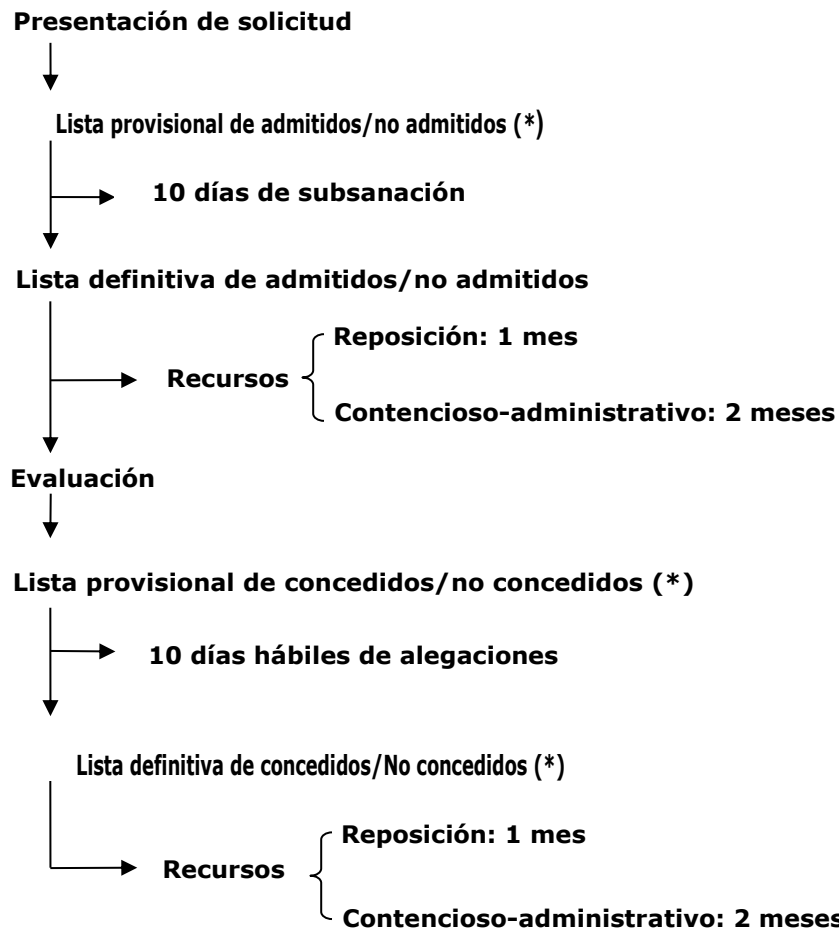 Presentación de solicitud
Lista provisional de admitidos/no admitidos (*)
10 días de subsanación
Lista definitiva de admitidos/no admitidos
Reposición: 1 mes
Recursos
Contencioso-administrativo: 2 meses
Evaluación
Lista provisional de concedidos/no concedidos (*)
10 días hábiles de alegaciones
Lista definitiva de concedidos/No concedidos (*)
Reposición: 1 mes
Recursos
Contencioso-administrativo: 2 meses